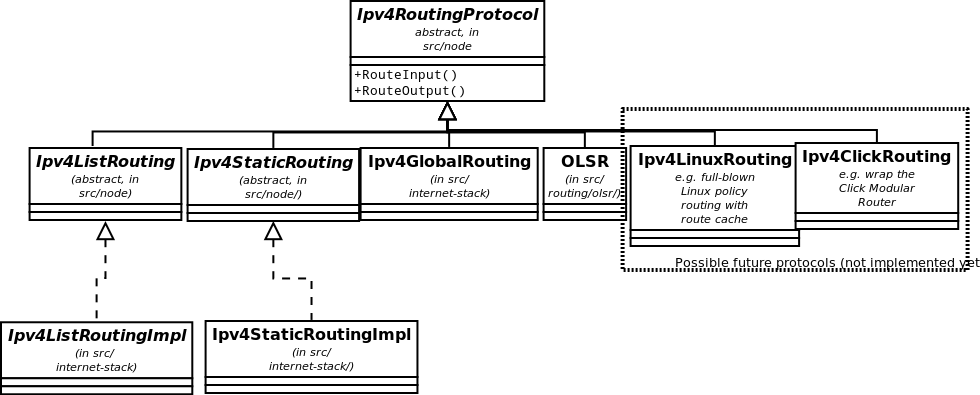 Ipv4RoutingProtocol
abstract, in
src/node
+RouteInput()
+RouteOutput()
Ipv4ListRouting
(abstract, in
src/node)
Ipv4StaticRouting
(abstract, in
src/node/)
Ipv4GlobalRouting
(in src/
internet-stack)
OLSR
(in src/
routing/olsr/)
Ipv4LinuxRouting
e.g. full-blown
Linux policy
routing with
route cache
Ipv4ClickRouting
e.g. wrap the
Click Modular
Router
Possible future protocols (not implemented yet
Ipv4ListRoutingImpl
(in src/
internet-stack)
Ipv4StaticRoutingImpl
(in src/
internet-stack/)